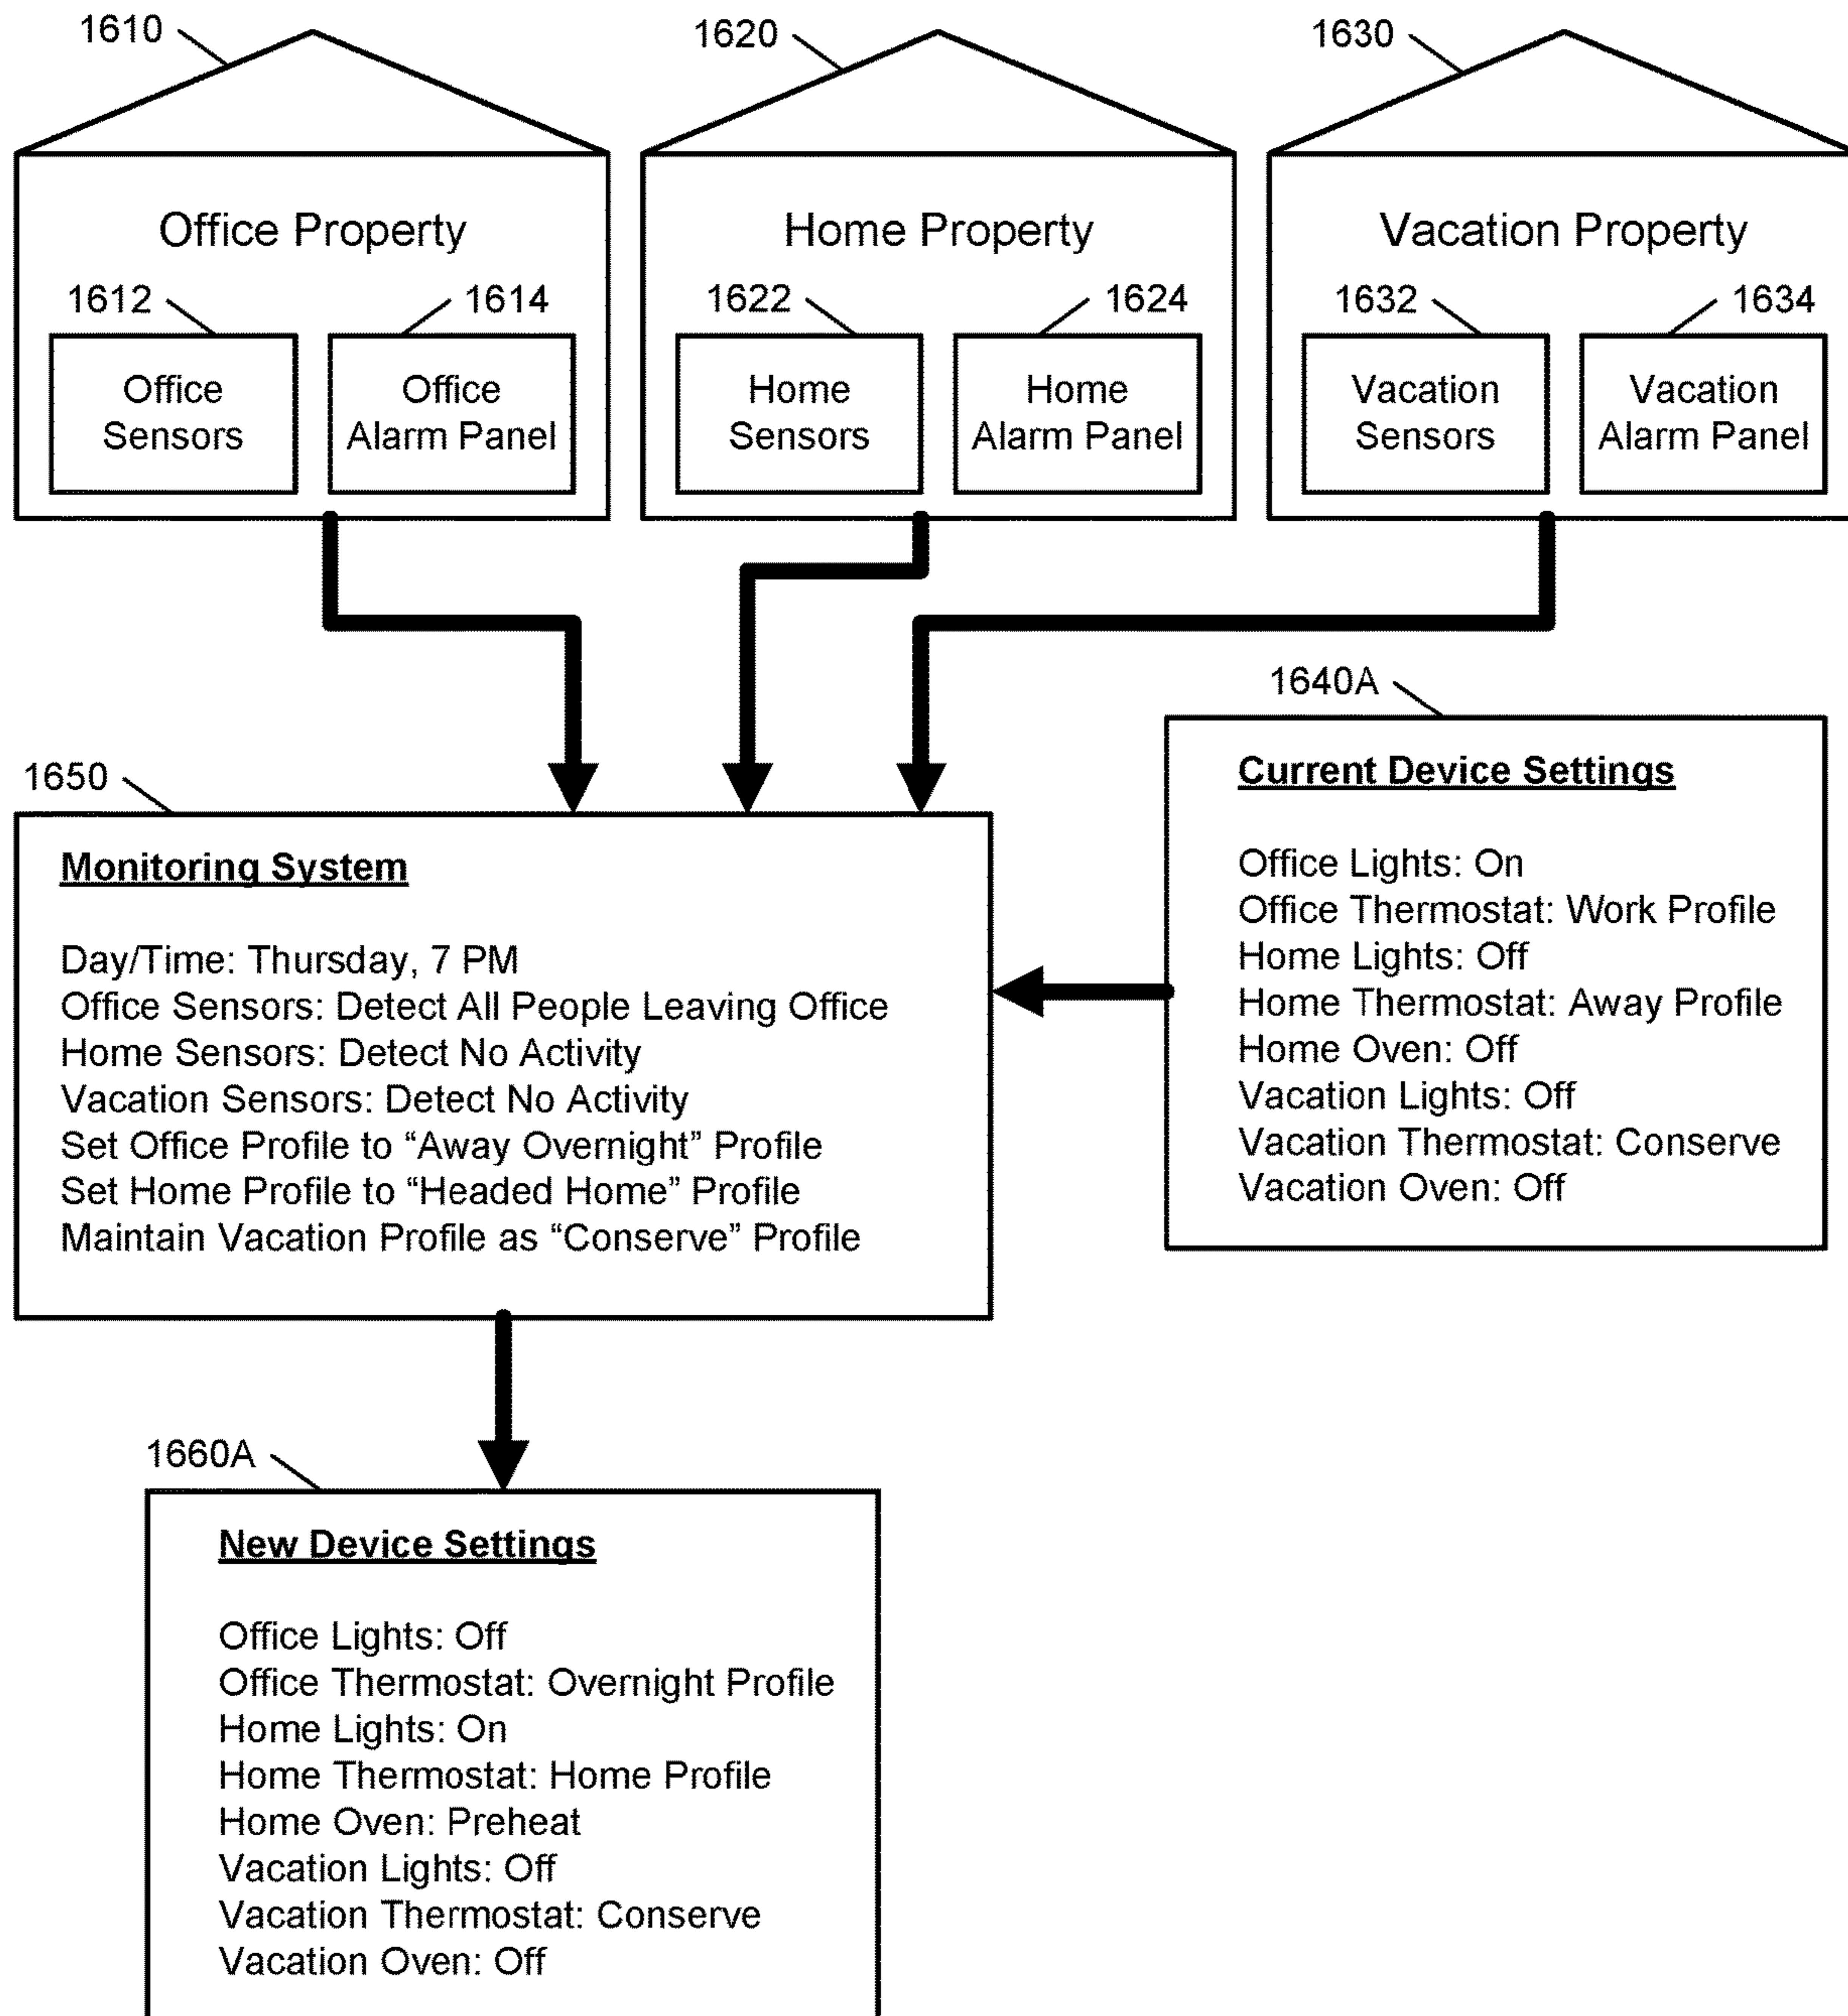 1610
1620
1630
Office Property
Home Property
Vacation Property
1612
1614
1622
1624
1632
1634
Office
Sensors
Office
Alarm Panel
Home
Sensors
Home
Alarm Panel
Vacation
Sensors
Vacation
Alarm Panel
1640A
Current Device Settings
Office Lights: On
Office Thermostat: Work Profile
Home Lights: Off
Home Thermostat: Away Profile
Home Oven: Off
Vacation Lights: Off
Vacation Thermostat: Conserve
Vacation Oven: Off
1650
Monitoring System
Day/Time: Thursday, 7 PM
Office Sensors: Detect All People Leaving Office
Home Sensors: Detect No Activity
Vacation Sensors: Detect No Activity
Set Office Profile to “Away Overnight” Profile
Set Home Profile to “Headed Home” Profile
Maintain Vacation Profile as “Conserve” Profile
1660A
New Device Settings
Office Lights: Off
Office Thermostat: Overnight Profile
Home Lights: On
Home Thermostat: Home Profile
Home Oven: Preheat
Vacation Lights: Off
Vacation Thermostat: Conserve
Vacation Oven: Off